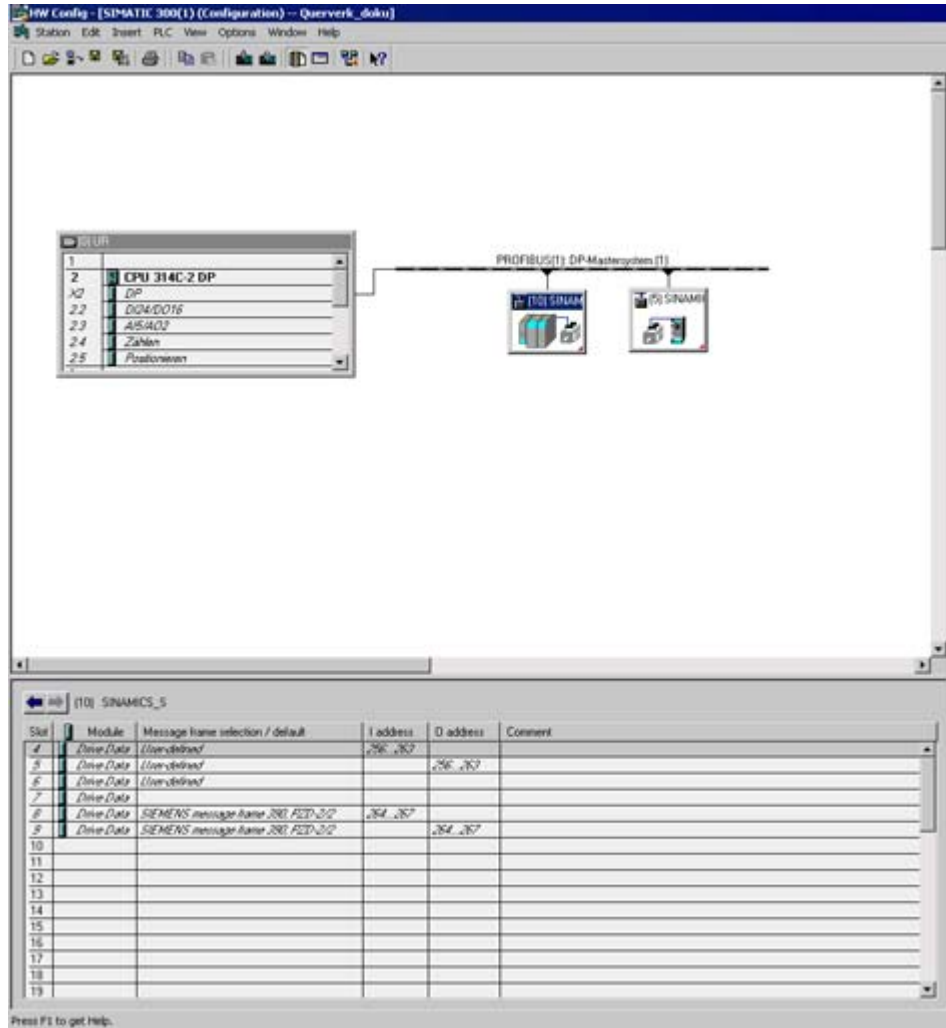 HW Config - [SIMATIC 300(1) (Configuration) -- Querverk_doku]
Station Edit Insert PLC View Options Window Help
(0) UR
1
2 CPU 314C-2 DP
X2 DP
2.2 DI24/DO16
2.3 AI5/AO2
2.4 Zählen
2.5 Positionieren
PROFIBUS(1): DP-Mastersystem (1)
(10) SINAM
(5) SINAMI
(10) SINAMICS_S
Slot Module Message frame selection / default I address Q address Comment
4 Drive Data User-defined
5 Drive Data User-defined 256...263
6 Drive Data User-defined
7 Drive Data
8 Drive Data SIEMENS message frame 390, PZD-2/2 264...267
9 Drive Data SIEMENS message frame 390, PZD-2/2 264...267
10
11
12
13
14
15
16
17
18
19
Press F1 to get Help.